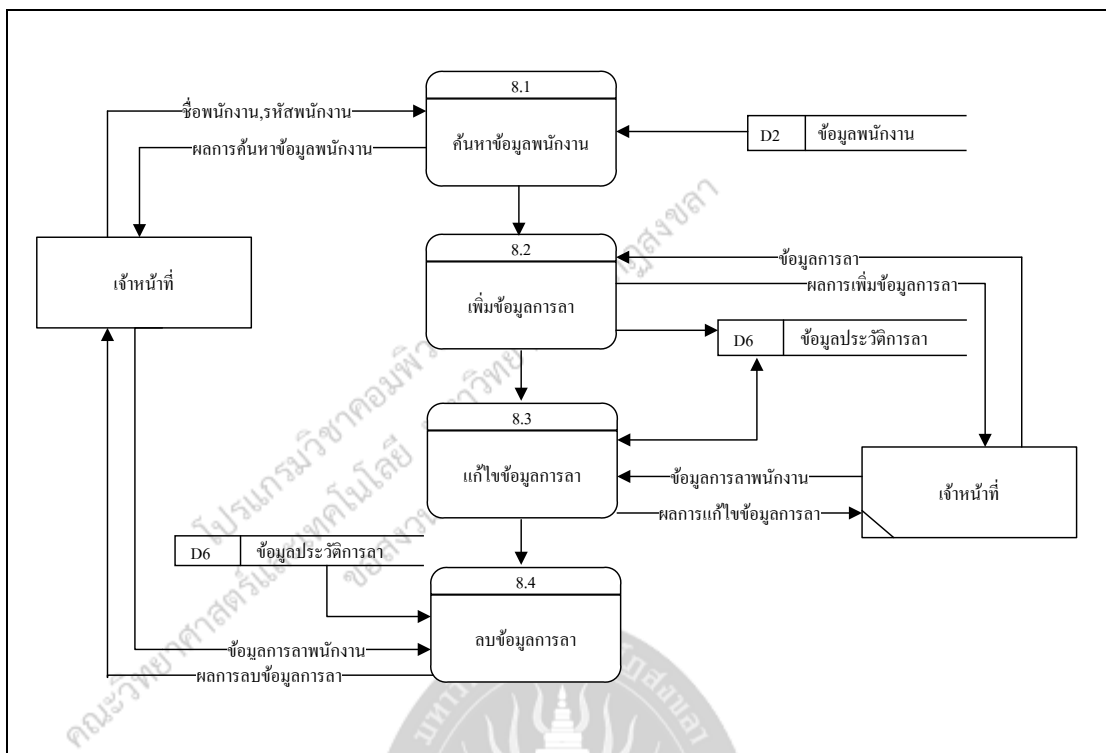 8.1
ชื่อพนักงาน,รหัสพนักงาน
D2 ข้อมูลพนักงาน
ค้นหาข้อมูลพนักงาน
ผลการค้นหาข้อมูลพนักงาน
8.2
ข้อมูลการลา
เจ้าหน้าที่
ผลการเพิ่มข้อมูลการลา
เพิ่มข้อมูลการลา
D6 ข้อมูลประวัติการลา
8.3
แก้ไขข้อมูลการลา
ข้อมูลการลาพนักงาน
เจ้าหน้าที่
ผลการแก้ไขข้อมูลการลา
D6 ข้อมูลประวัติการลา
8.4
ลบข้อมูลการลา
ข้อมูลการลาพนักงาน
ผลการลบข้อมูลการลา